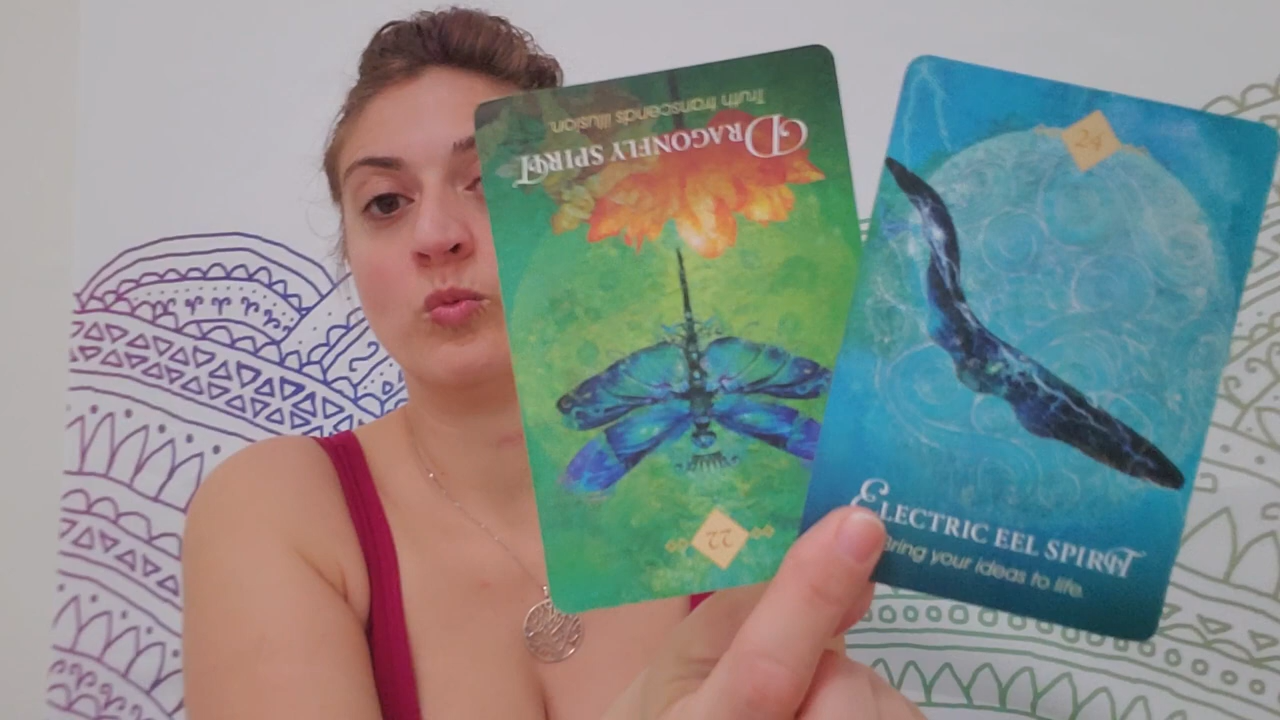 Truth transcends illusion.
DRAGONFLY SPIRIT
22
24
ELECTRIC EEL SPIRIT
Bring your ideas to life.